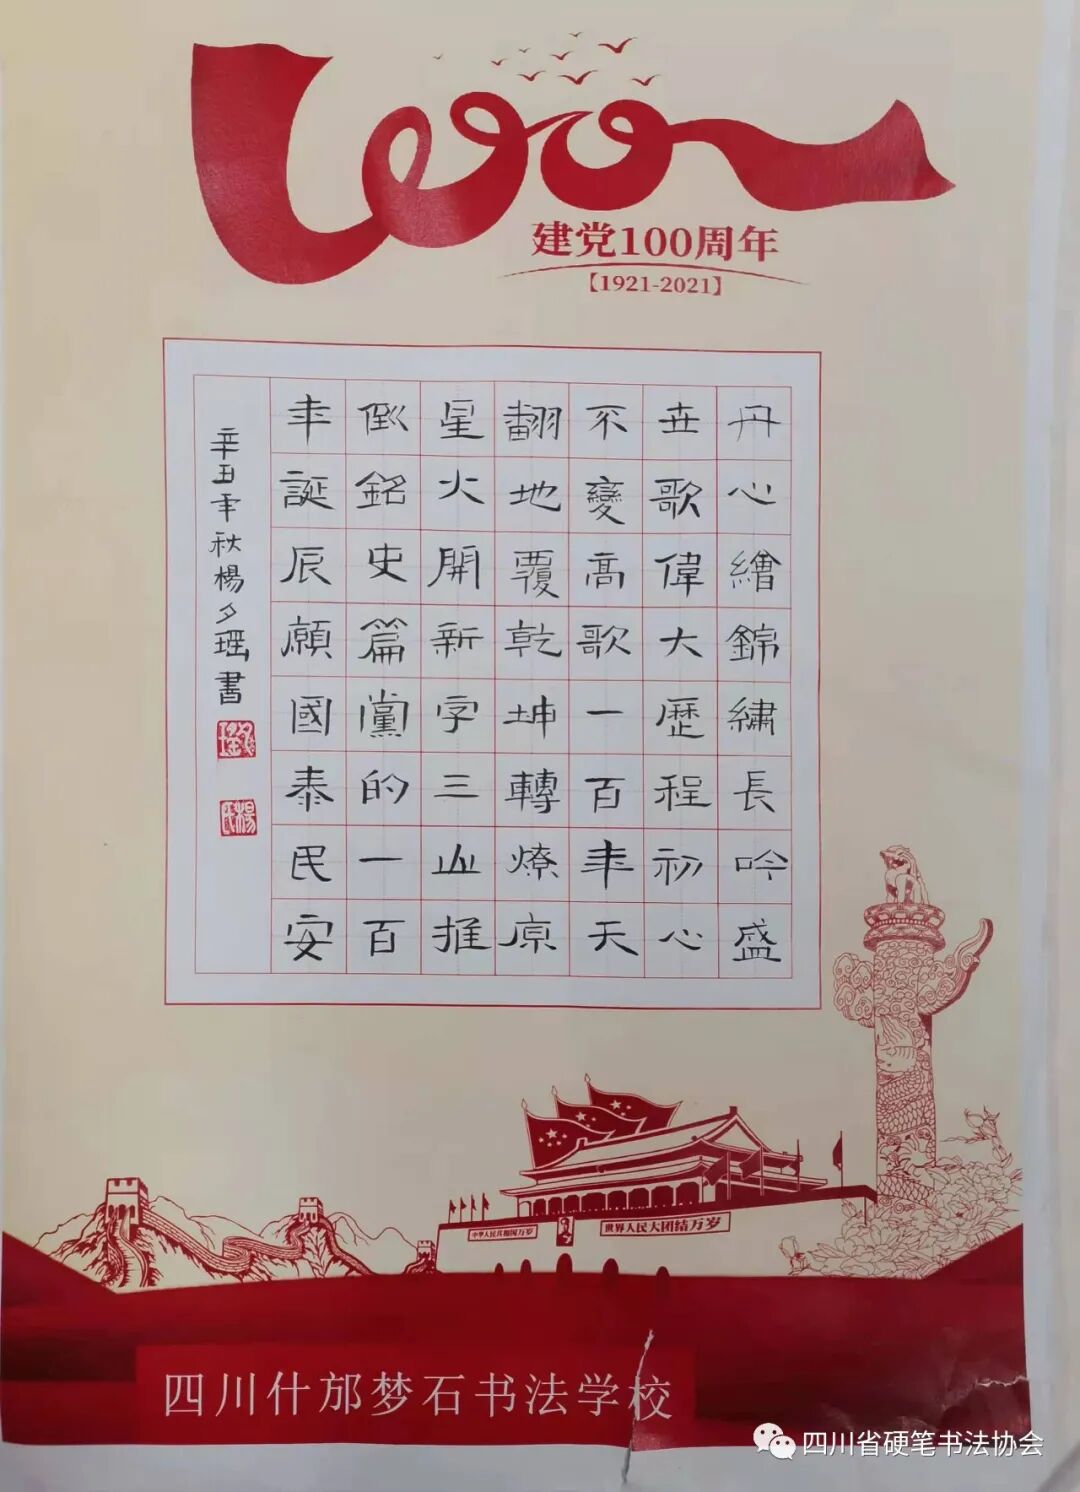 建党100周年
【1921-2021】
丹心繪錦繡長吟盛
世歌偉大歷程初心
不變高歌一百年天
翻地覆乾坤轉燎原
星火開新字三山推
倒銘史篇黨的一百
年誕辰願國泰民安
辛丑年秋楊夕瑶書
楊氏
中华人民共和国万岁
世界人民大团结万岁
四川什邡梦石书法学校
四川省硬笔书法协会